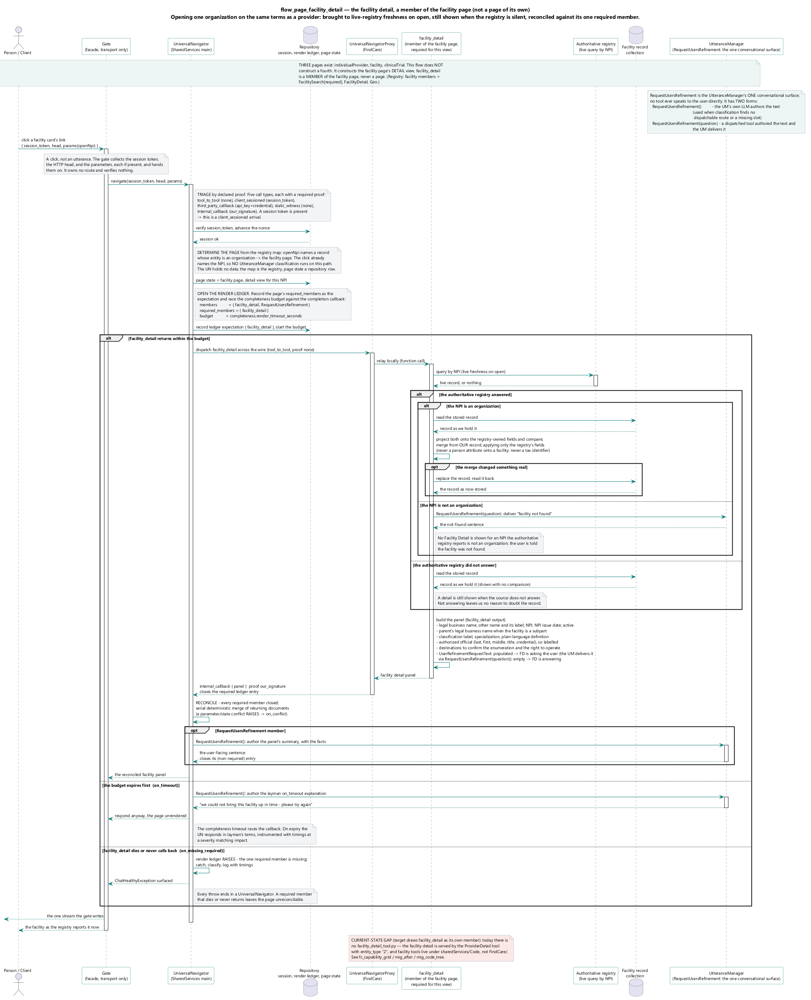 flow_page_facility_detail — the facility detail, a member of the facility page (not a page of its own)
Opening one organization on the same terms as a provider: brought to live-registry freshness on open, still shown when the registry is silent, reconciled against its one required member.
Person / Client
Gate
(facade, transport only)
UniversalNavigator
(SharedServices main)
Repository
session, render ledger, page state
UniversalNavigatorProxy
(FindCare)
facility_detail
(member of the facility page,
required for this view)
Authoritative registry
(live query by NPI)
Facility record
collection
UtteranceManager
(RequestUsersRefinement: the one conversational surface)
THREE pages exist: individualProvider, facility, clinicalTrial. This flow does NOT
construct a fourth. It constructs the facility page's DETAIL view; facility_detail
is a MEMBER of the facility page, never a page. (Registry: facility members =
FacilitySearch[required], FacilityDetail, Geo.)
RequestUsersRefinement is the UtteranceManager's ONE conversational surface;
no tool ever speaks to the user directly. It has TWO forms:
RequestUsersRefinement() - the UM's own LLM authors the text
(used when classification finds no
dispatchable route or a missing slot)
RequestUsersRefinement(question) - a dispatched tool authored the text and
the UM delivers it
click a facility card's link
{ session_token, head, params(openNpi) }
A click, not an utterance. The gate collects the session token,
the HTTP head, and the parameters, each if present, and hands
them on. It owns no route and verifies nothing.
navigate(session_token, head, params)
TRIAGE by declared proof. Five call types, each with a required proof:
tool_to_tool (none), client_sessioned (session_token),
third_party_callback (api_key+credential), static_witness (none),
internal_callback (our_signature). A session token is present
-> this is a client_sessioned arrival.
verify session_token, advance the nonce
session ok
DETERMINE THE PAGE from the registry map: openNpi names a record
whose entity is an organization -> the facility page. The click already
names the NPI, so NO UtteranceManager classification runs on this path.
The UN holds no data; the map is the registry, page state a repository row.
page state = facility page, detail view for this NPI
OPEN THE RENDER LEDGER. Record the page's required_members as the
expectation and race the completeness budget against the completion callback:
members = { facility_detail, RequestUsersRefinement }
required_members = { facility_detail }
budget = completeness.render_timeout_seconds
record ledger expectation { facility_detail }, start the budget
alt [facility_detail returns within the budget]
dispatch facility_detail across the wire (tool_to_tool, proof none)
relay locally (function call)
query by NPI (live freshness on open)
live record, or nothing
alt [the authoritative registry answered]
alt [the NPI is an organization]
read the stored record
record as we hold it
project both onto the registry-owned fields and compare;
merge from OUR record, applying only the registry's fields
(never a person attribute onto a facility; never a tax identifier)
opt [the merge changed something real]
replace the record, read it back
the record as now stored
[the NPI is not an organization]
RequestUsersRefinement(question): deliver "facility not found"
the not-found sentence
No Facility Detail is shown for an NPI the authoritative
registry reports is not an organization; the user is told
the facility was not found.
[the authoritative registry did not answer]
read the stored record
record as we hold it (shown with no comparison)
A detail is still shown when the source does not answer.
Not answering leaves us no reason to doubt the record.
build the panel (facility_detail output)
- legal business name; other name and its label; NPI; NPI issue date; active
- parent's legal business name when the facility is a subpart
- classification label, specialization, plain-language definition
- authorized official (last, first, middle, title, credential), so labelled
- destinations to confirm the enumeration and the right to operate
- UserRefinementRequestText: populated -> FD is asking the user (the UM delivers it
via RequestUsersRefinement(question)); empty -> FD is answering
facility detail panel
internal_callback { panel } proof our_signature
closes the required ledger entry
RECONCILE - every required member closed;
serial deterministic merge of returning documents
(a parameter/state conflict RAISES -> on_conflict)
opt [RequestUsersRefinement member]
RequestUsersRefinement(): author the panel's summary, with the facts
the user-facing sentence
closes its (non-required) entry
the reconciled facility panel
[the budget expires first (on_timeout)]
RequestUsersRefinement(): author the layman on_timeout explanation
"we could not bring this facility up in time - please try again"
respond anyway, the page unrendered
The completeness timeout races the callback. On expiry the
UN responds in layman's terms, instrumented with timings at
a severity matching impact.
[facility_detail dies or never calls back (on_missing_required)]
render ledger RAISES - the one required member is missing;
catch, classify, log with timings
ChatHealthyException surfaced
Every throw ends in a UniversalNavigator. A required member
that dies or never returns leaves the page unreconcilable.
the one stream the gate writes
the facility as the registry reports it now
CURRENT-STATE GAP (target draws facility_detail as its own member): today there is
no facility_detail_tool.py — the facility detail is served by the ProviderDetail tool
with entity_type "2", and facility tools live under sharedServices/Code, not FindCare/.
See fc_capability_grid / mig_after / mig_code_tree.
Person / Client
Gate
(facade, transport only)
UniversalNavigator
(SharedServices main)
Repository
session, render ledger, page state
UniversalNavigatorProxy
(FindCare)
facility_detail
(member of the facility page,
required for this view)
Authoritative registry
(live query by NPI)
Facility record
collection
UtteranceManager
(RequestUsersRefinement: the one conversational surface)